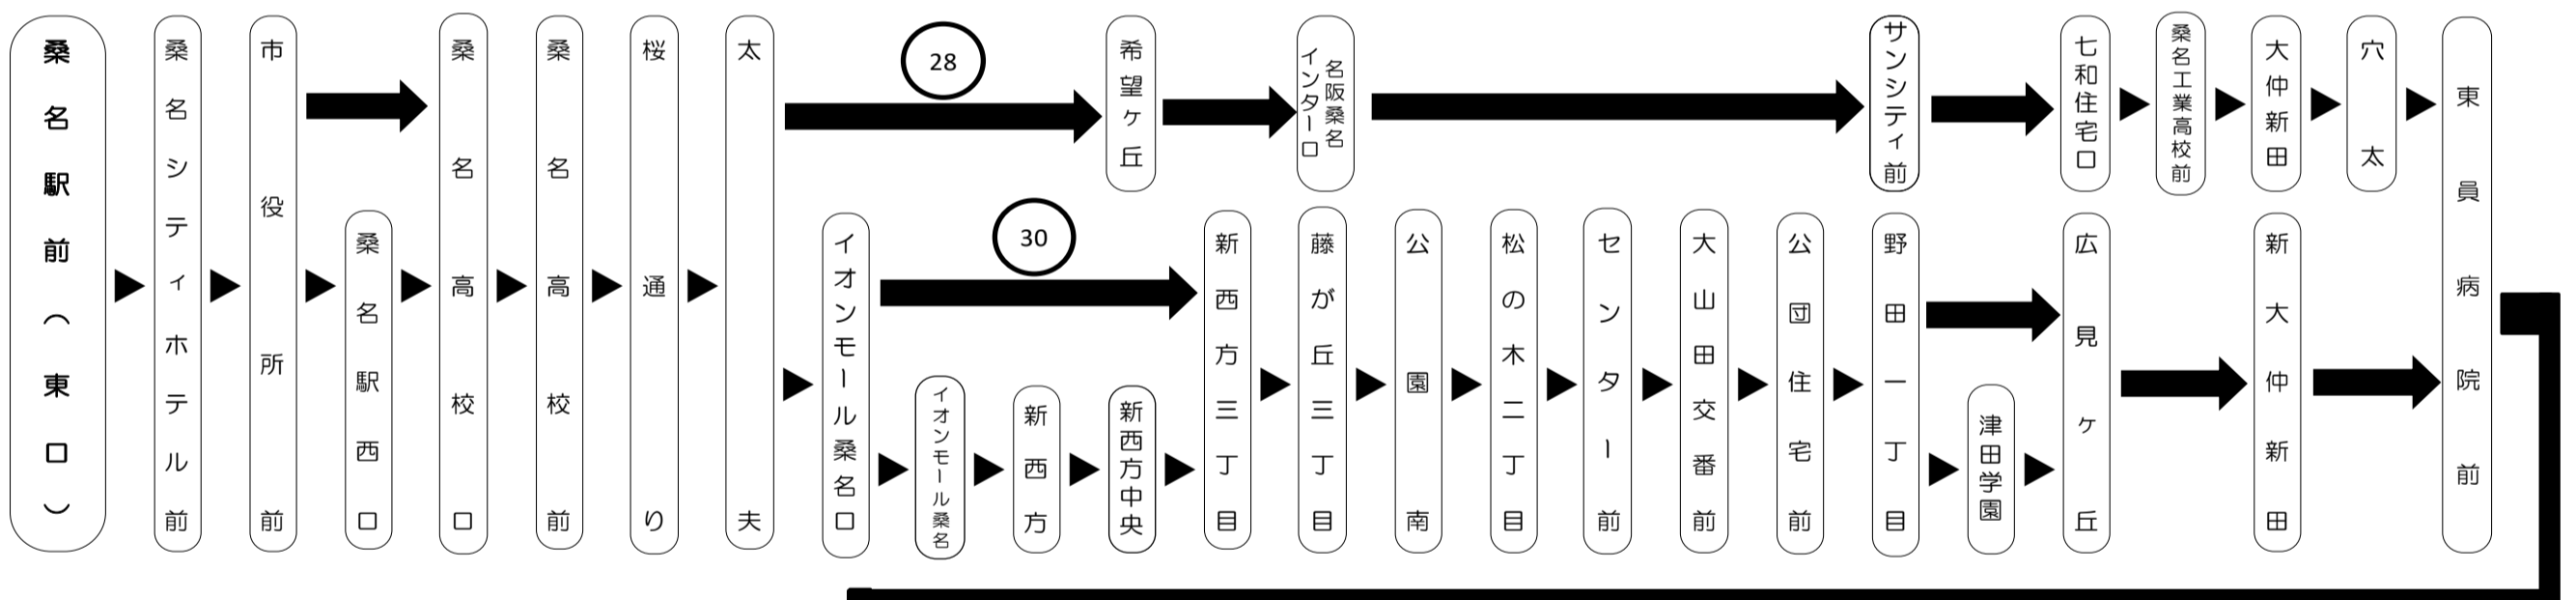 桑名駅前(東口)
桑名シティホテル前
市役所前
桑名駅西口
桑名高校口
桑名高校前
桜通り
太夫
28
希望ヶ丘
名阪桑名
インター口
サンシティ前
七和住宅口
桑名工業高校前
大仲新田
穴太
東員病院前
イオンモール桑名口
30
イオンモール桑名
新西方
新西方中央
新西方三丁目
藤が丘三丁目
公園南
松の木二丁目
センター前
大山田交番前
公団住宅前
野田一丁目
津田学園
広見ヶ丘
新大仲新田